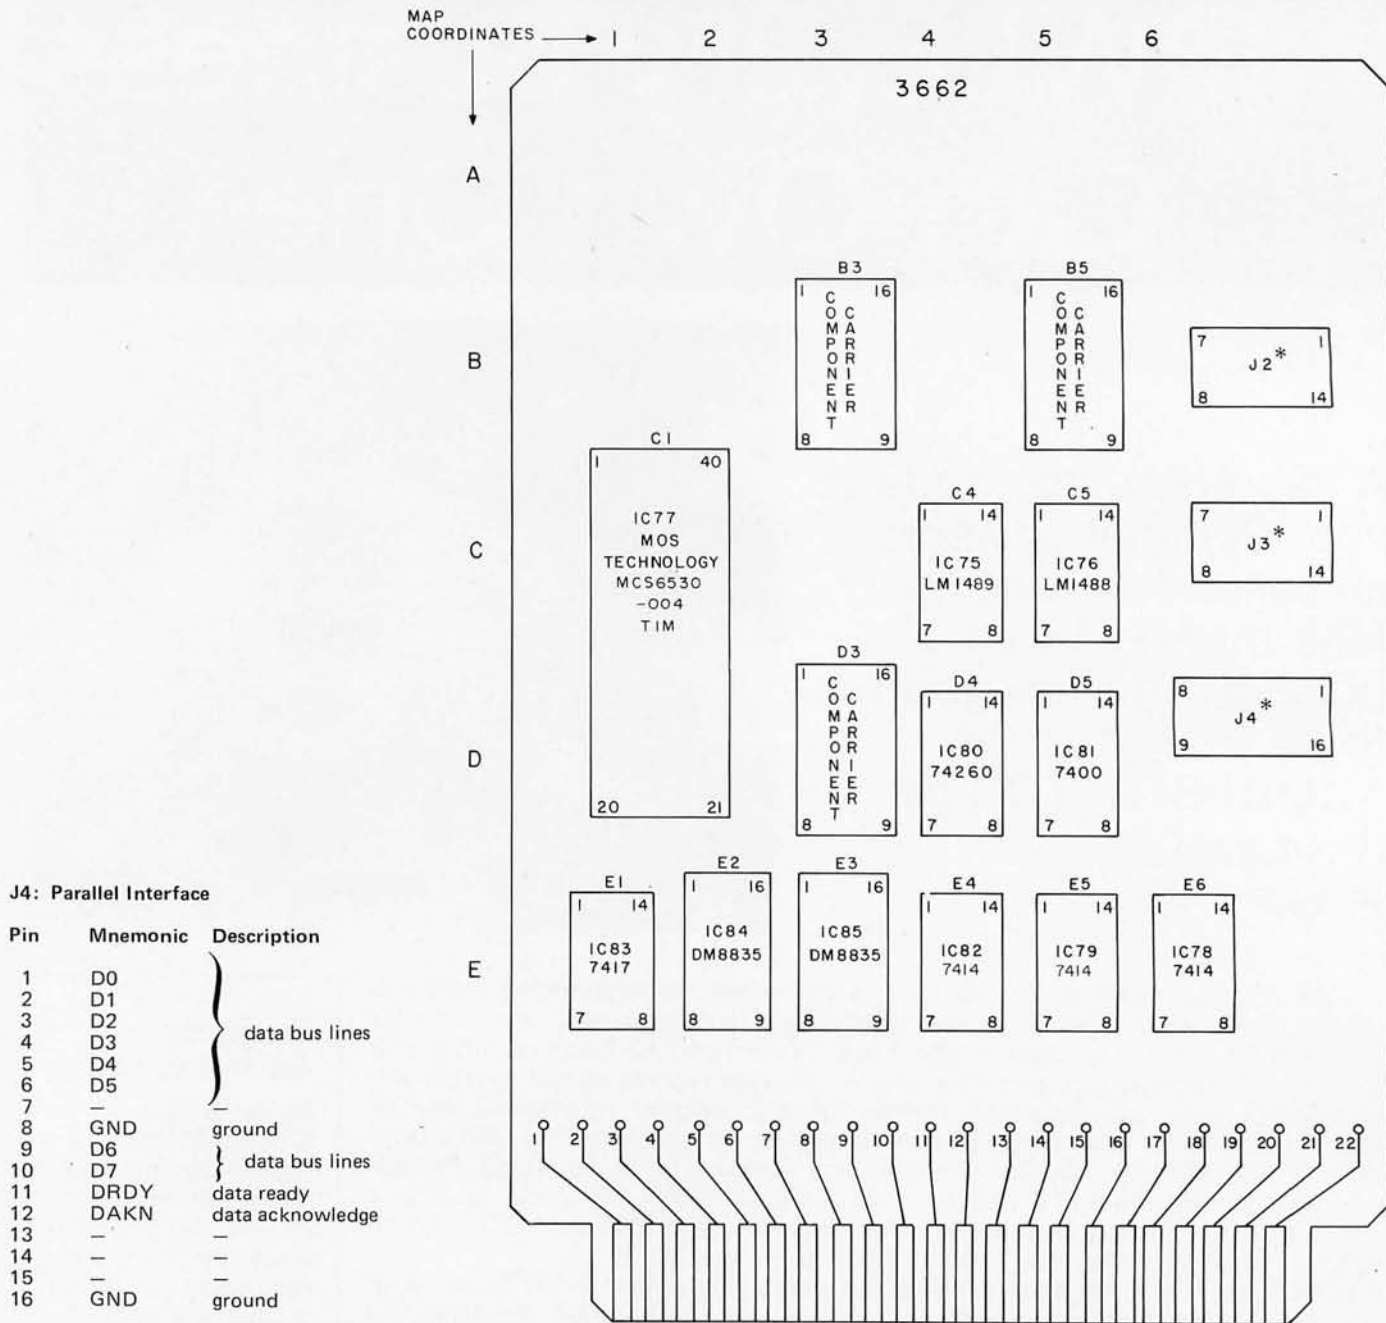 MAP
COORDINATES
1 2 3 4 5 6
3662
A
B
C
D
E
B3
1 16
COMPONENT
CARRIER
8 9
B5
1 16
COMPONENT
CARRIER
8 9
7 1
J2*
8 14
C1
1 40
IC77
MOS
TECHNOLOGY
MCS6530
-004
TIM
20 21
C4
1 14
IC75
LM1489
7 8
C5
1 14
IC76
LM1488
7 8
7 1
J3*
8 14
D3
1 16
COMPONENT
CARRIER
8 9
D4
1 14
IC80
74260
7 8
D5
1 14
IC81
7400
7 8
8 1
J4*
9 16
E1
1 14
IC83
7417
7 8
E2
1 16
IC84
DM8835
8 9
E3
1 16
IC85
DM8835
8 9
E4
1 14
IC82
7414
7 8
E5
1 14
IC79
7414
7 8
E6
1 14
IC78
7414
7 8
1 2 3 4 5 6 7 8 9 10 11 12 13 14 15 16 17 18 19 20 21 22
J4: Parallel Interface
Pin Mnemonic Description
1 D0
2 D1
3 D2
4 D3 data bus lines
5 D4
6 D5
7 — —
8 GND ground
9 D6 data bus lines
10 D7
11 DRDY data ready
12 DAKN data acknowledge
13 — —
14 — —
15 — —
16 GND ground